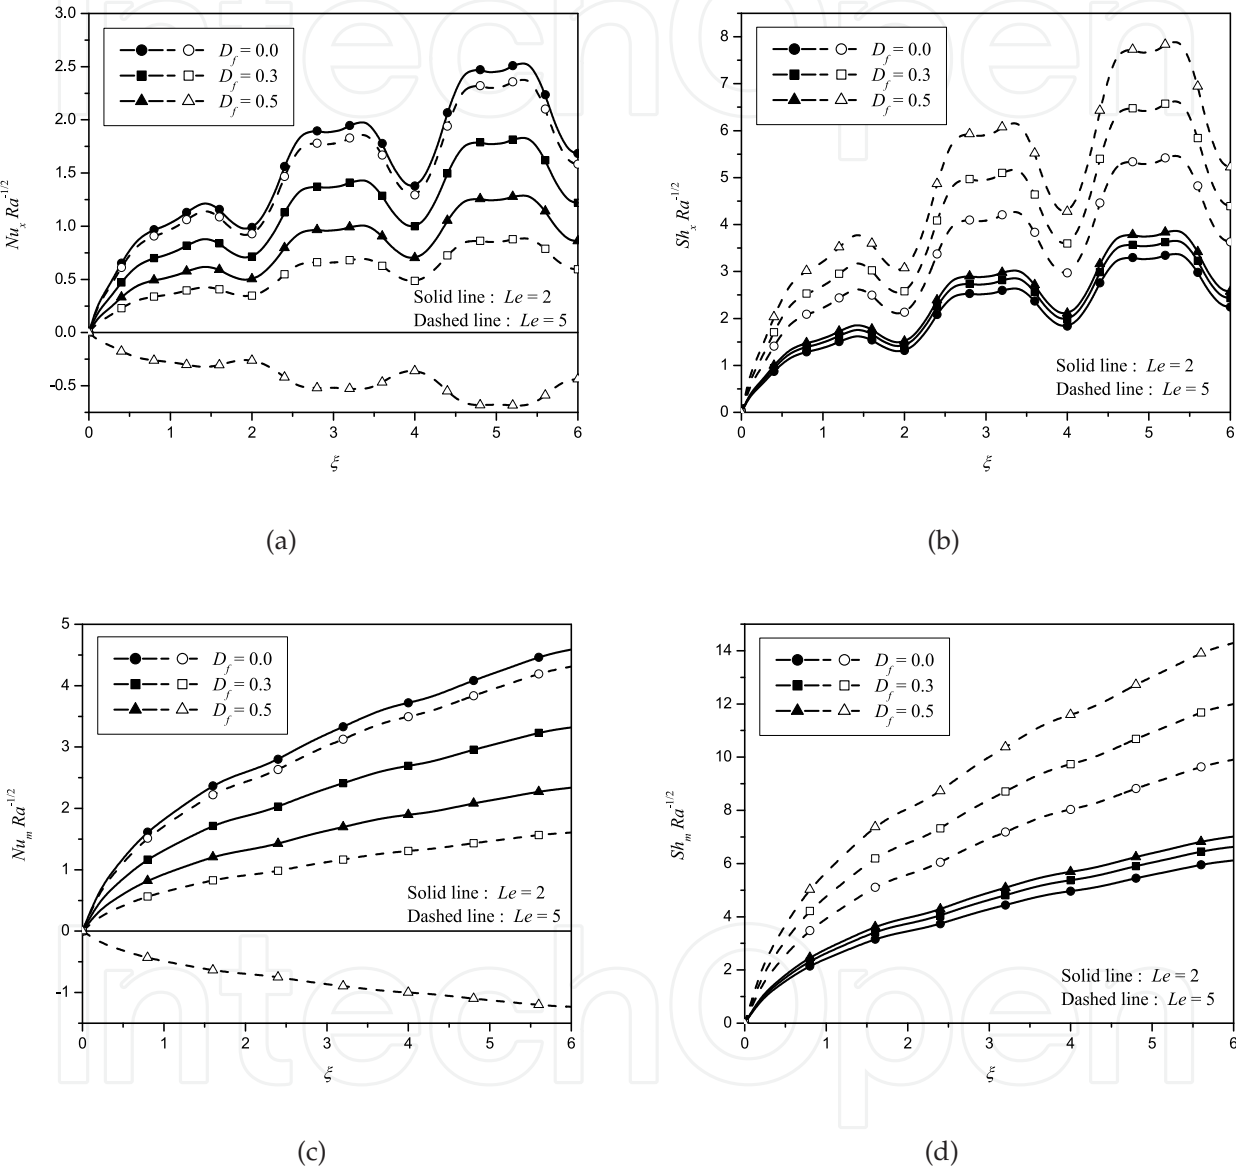 3.0
2.5
2.0
1.5
1.0
0.5
0.0
-0.5
Nu_x Ra^{-1/2}
D_f = 0.0
D_f = 0.3
D_f = 0.5
Solid line : Le = 2
Dashed line : Le = 5
0 1 2 3 4 5 6
ξ
(a)
8
7
6
5
4
3
2
1
0
Sh_x Ra^{-1/2}
D_f = 0.0
D_f = 0.3
D_f = 0.5
Solid line : Le = 2
Dashed line : Le = 5
0 1 2 3 4 5 6
ξ
(b)
5
4
3
2
1
0
-1
Nu_m Ra^{-1/2}
D_f = 0.0
D_f = 0.3
D_f = 0.5
Solid line : Le = 2
Dashed line : Le = 5
0 1 2 3 4 5 6
ξ
(c)
14
12
10
8
6
4
2
0
Sh_m Ra^{-1/2}
D_f = 0.0
D_f = 0.3
D_f = 0.5
Solid line : Le = 2
Dashed line : Le = 5
0 1 2 3 4 5 6
ξ
(d)
IntechOpen
IntechOpen